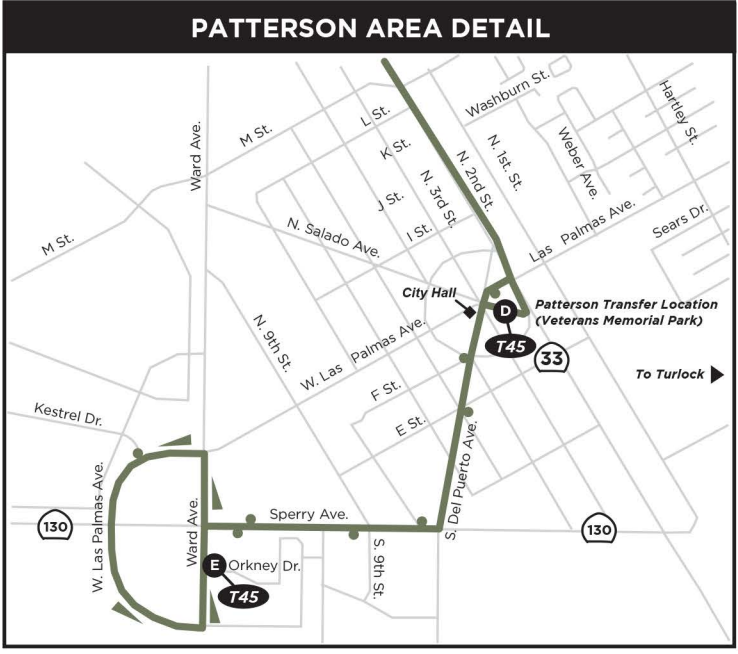 PATTERSON AREA DETAIL
Washburn St.
Hartley St.
L St.
M St.
Ward Ave.
K St.
N. 1st. St.
Weber Ave.
N. 2nd St.
N. 3rd St.
J St.
Las Palmas Ave.
Sears Dr.
I St.
N. Salado Ave.
M St.
City Hall
D
Patterson Transfer Location
(Veterans Memorial Park)
T45
33
To Turlock
N. 9th St.
W. Las Palmas Ave.
F St.
E St.
Kestrel Dr.
S. Del Puerto Ave.
W. Las Palmas Ave.
Ward Ave.
Sperry Ave.
130
130
S. 9th St.
E
Orkney Dr.
T45